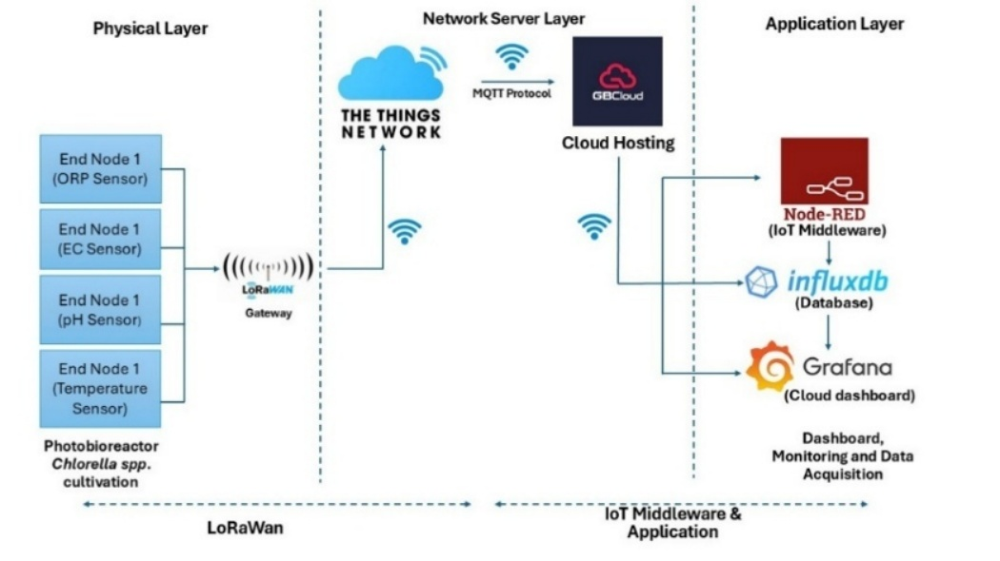 Physical Layer
Network Server Layer
Application Layer
THE THINGS
NETWORK
MQTT Protocol
GBCloud
Cloud Hosting
End Node 1
(ORP Sensor)
End Node 1
(EC Sensor)
End Node 1
(pH Sensor)
End Node 1
(Temperature
Sensor)
Photobioreactor
Chlorella spp.
cultivation
LoRaWAN
Gateway
Node-RED
(IoT Middleware)
influxdb
(Database)
Grafana
(Cloud dashboard)
Dashboard,
Monitoring and Data
Acquisition
LoRaWan
IoT Middleware &
Application